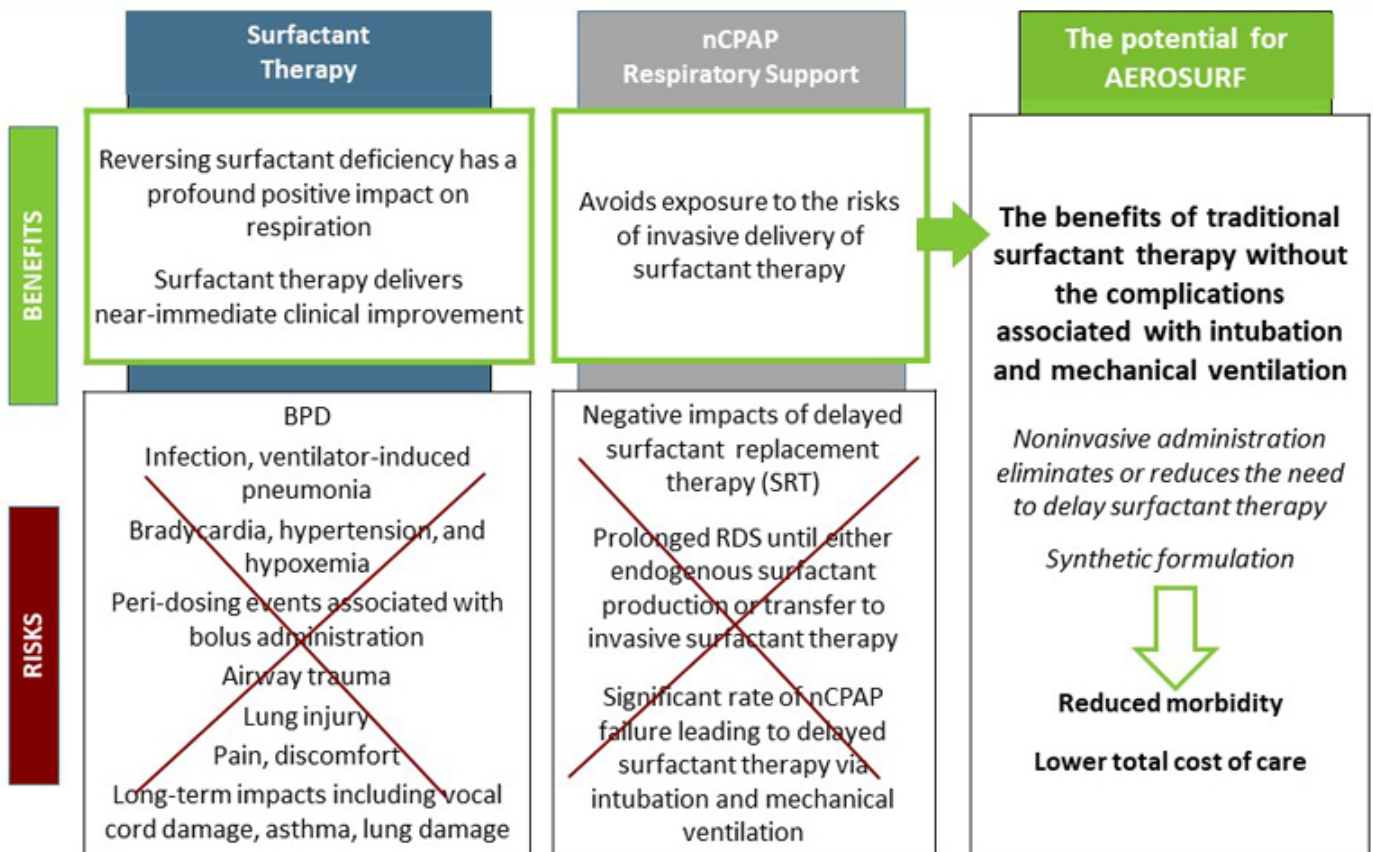 Surfactant
Therapy
nCPAP
Respiratory Support
The potential for
AEROSURF
BENEFITS
Reversing surfactant deficiency has a
profound positive impact on
respiration
Surfactant therapy delivers
near-immediate clinical improvement
Avoids exposure to the risks
of invasive delivery of
surfactant therapy
The benefits of traditional
surfactant therapy without
the complications
associated with intubation
and mechanical ventilation
Noninvasive administration
eliminates or reduces the need
to delay surfactant therapy
Synthetic formulation
Reduced morbidity
Lower total cost of care
RISKS
BPD
Infection, ventilator-induced
pneumonia
Bradycardia, hypertension, and
hypoxemia
Peri-dosing events associated with
bolus administration
Airway trauma
Lung injury
Pain, discomfort
Long-term impacts including vocal
cord damage, asthma, lung damage
Negative impacts of delayed
surfactant replacement
therapy (SRT)
Prolonged RDS until either
endogenous surfactant
production or transfer to
invasive surfactant therapy
Significant rate of nCPAP
failure leading to delayed
surfactant therapy via
intubation and mechanical
ventilation